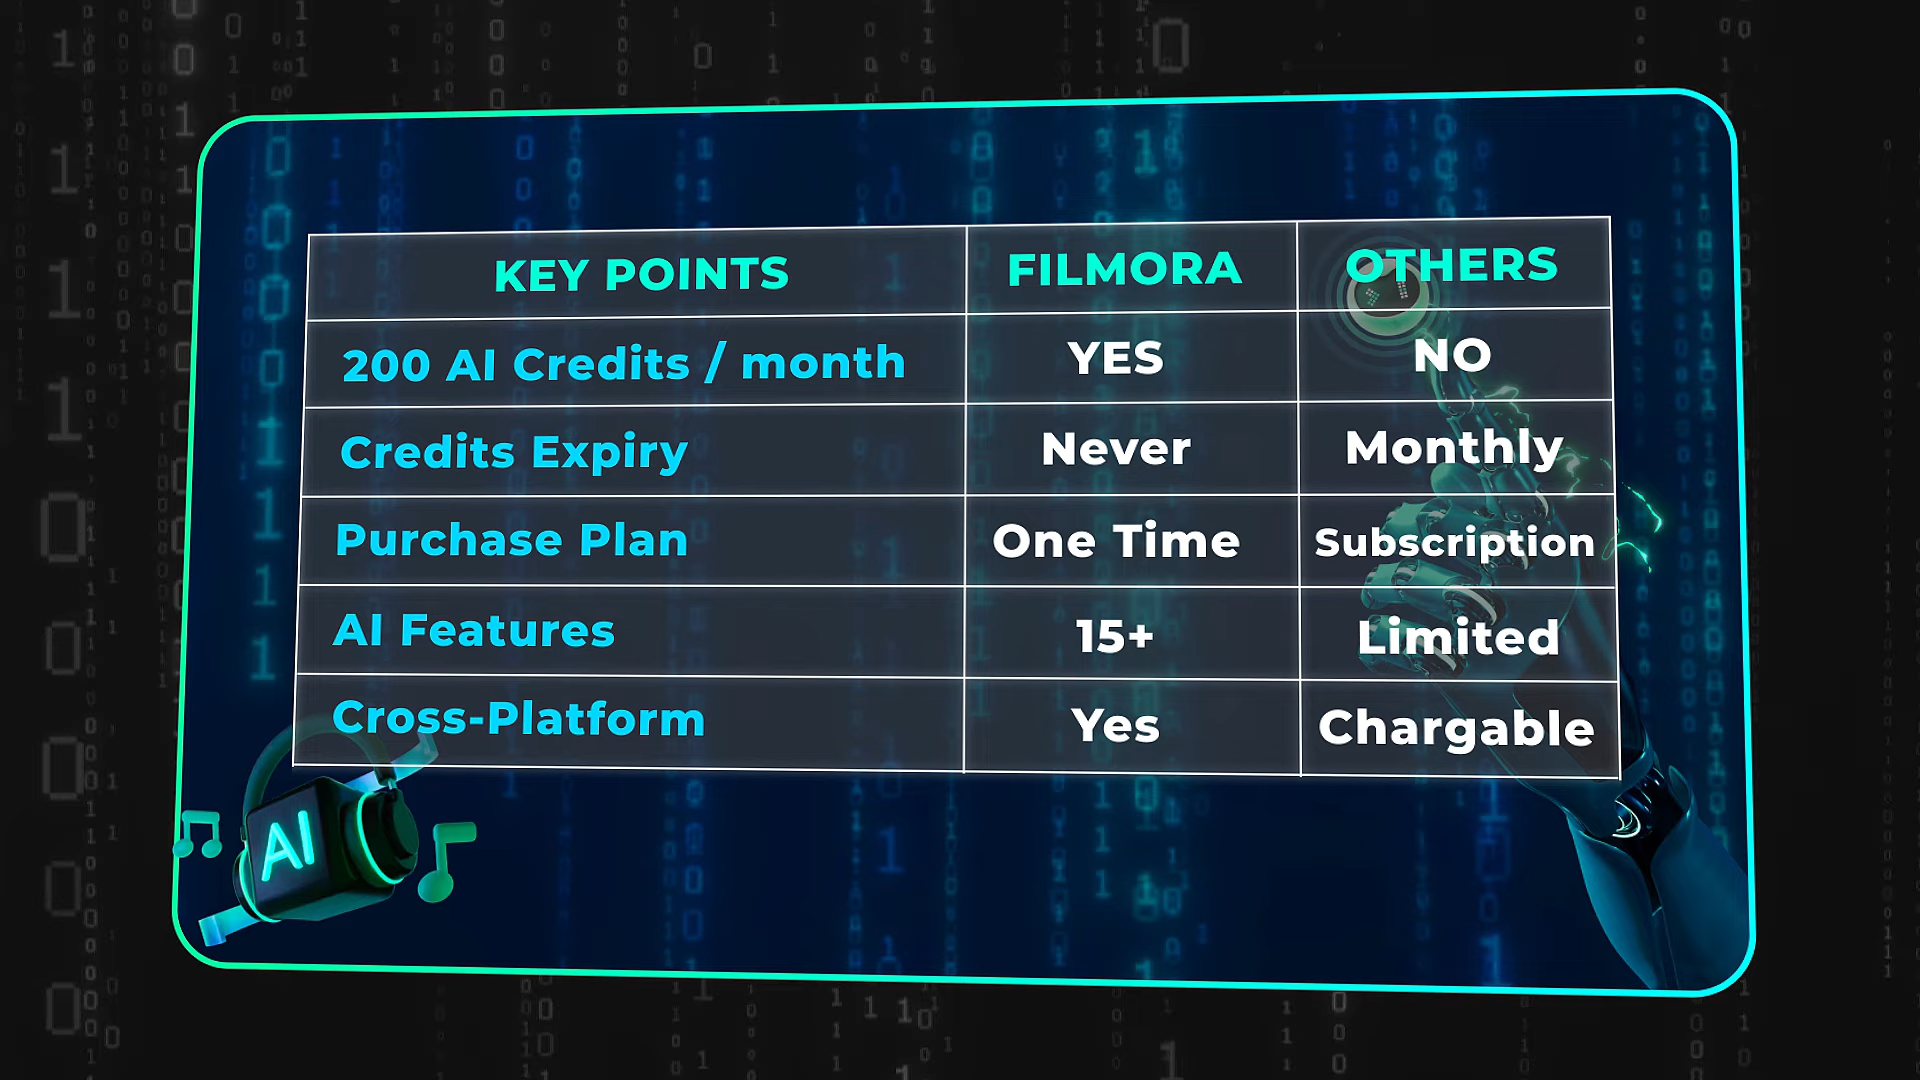 KEY POINTS FILMORA OTHERS
200 AI Credits / month YES NO
Credits Expiry Never Monthly
Purchase Plan One Time Subscription
AI Features 15+ Limited
Cross-Platform Yes Chargable
AI